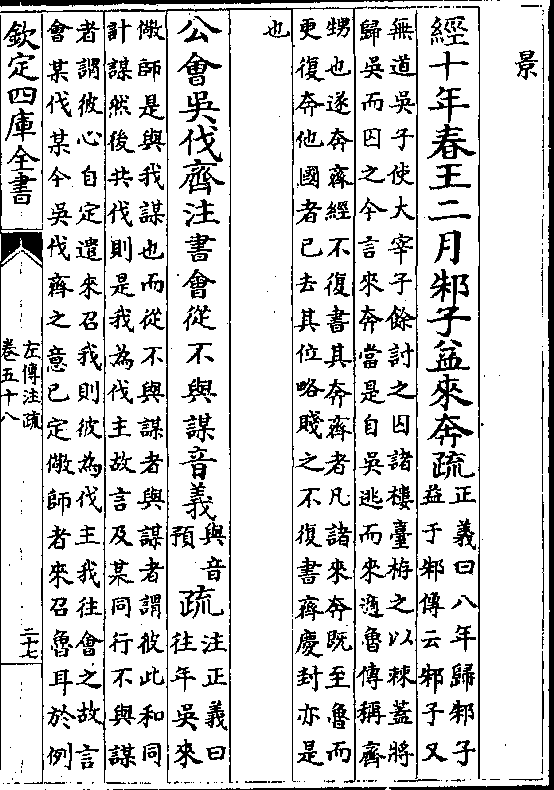 景
經十年春王二月邾子益來奔疏
正義曰八年歸邾子
益于邾傳云邾子又
無道吳子使大宰子餘討之囚諸樓臺栫之以棘蓋將
歸吳而囚之今言來奔當是自吳逃而來適魯傳稱齊
甥也遂奔齊經不復書其奔齊者凡諸來奔既至魯而
更復奔他國者已去其位略賤之不復書齊慶封亦是
也
公會吳伐齊注書會從不與謀音義
與音
預
疏
注正義曰
往年吳來
儆師是與我謀也而從不與謀者與謀者謂彼此和同
計謀然後共伐則是我為伐主故言及某同行不與謀
者謂彼心自定遣來召我則彼為伐主我往會之故言
會某伐某今吳伐齊之意已定儆師者來召魯耳於例
欽定四庫全書
左傳注疏
卷五十八
二十七